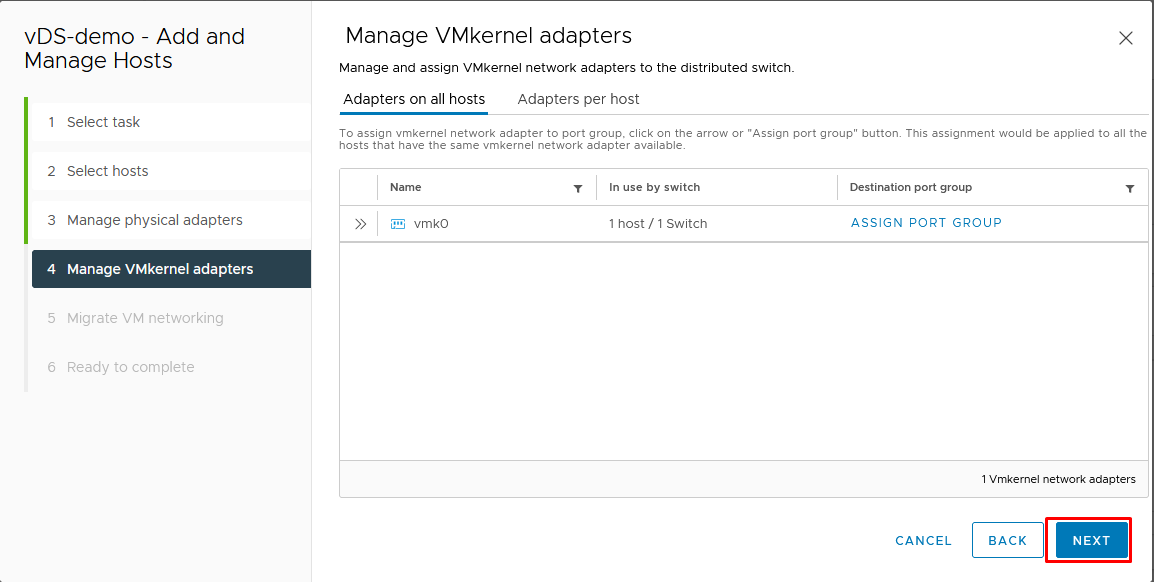 vDS-demo - Add and
Manage Hosts
1 Select task
2 Select hosts
3 Manage physical adapters
4 Manage VMkernel adapters
5 Migrate VM networking
6 Ready to complete
Manage VMkernel adapters
Manage and assign VMkernel network adapters to the distributed switch.
Adapters on all hosts Adapters per host
To assign vmkernel network adapter to port group, click on the arrow or "Assign port group" button. This assignment would be applied to all the
hosts that have the same vmkernel network adapter available.
Name In use by switch Destination port group
vmk0 1 host / 1 Switch ASSIGN PORT GROUP
1 Vmkernel network adapters
CANCEL BACK NEXT